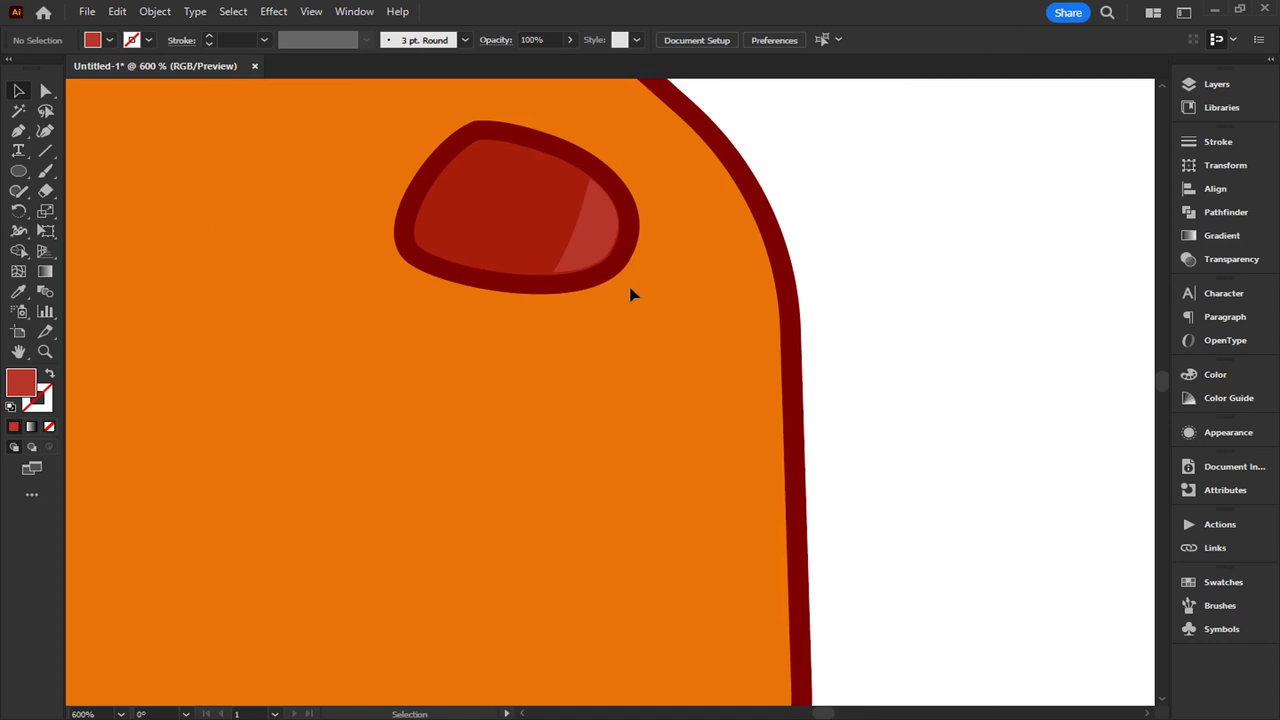 Ai File Edit Object Type Select Effect View Window Help Share
No Selection Stroke: 3 pt. Round Opacity: 100% Style: Document Setup Preferences
Untitled-1* @ 600 % (RGB/Preview)
Layers
Libraries
Stroke
Transform
Align
Pathfinder
Gradient
Transparency
Character
Paragraph
OpenType
Color
Color Guide
Appearance
Document In...
Attributes
Actions
Links
Swatches
Brushes
Symbols
600% 0° 1 Selection